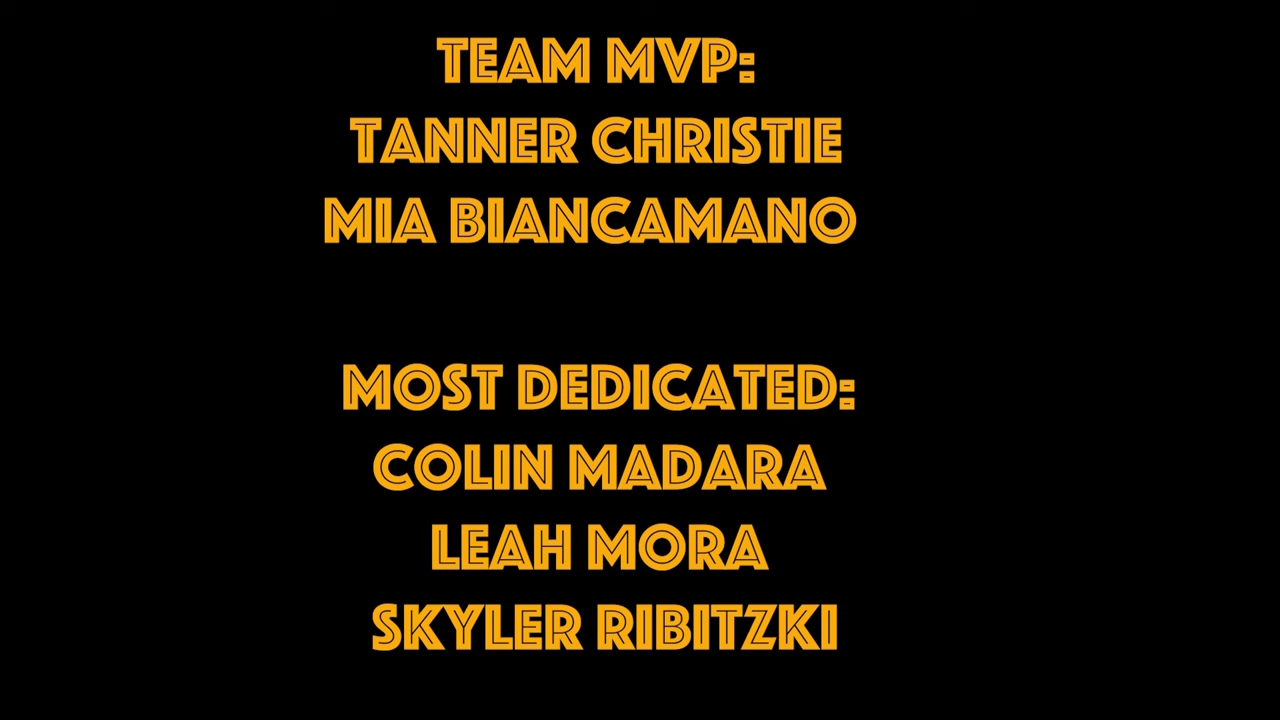 TEAM MVP:
TANNER CHRISTIE
MIA BIANCAMANO
MOST DEDICATED:
COLIN MADARA
LEAH MORA
SKYLER RIBITZKI